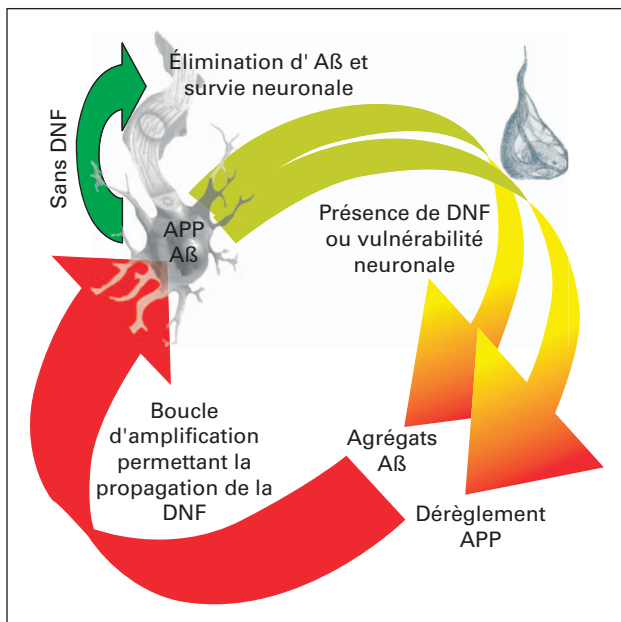 Élimination d' Aß et
survie neuronale
Sans DNF
APP
Aß
Présence de DNF
ou vulnérabilité
neuronale
Boucle
d'amplification
permettant la
propagation de la
DNF
Agrégats
Aß
Dérèglement
APP